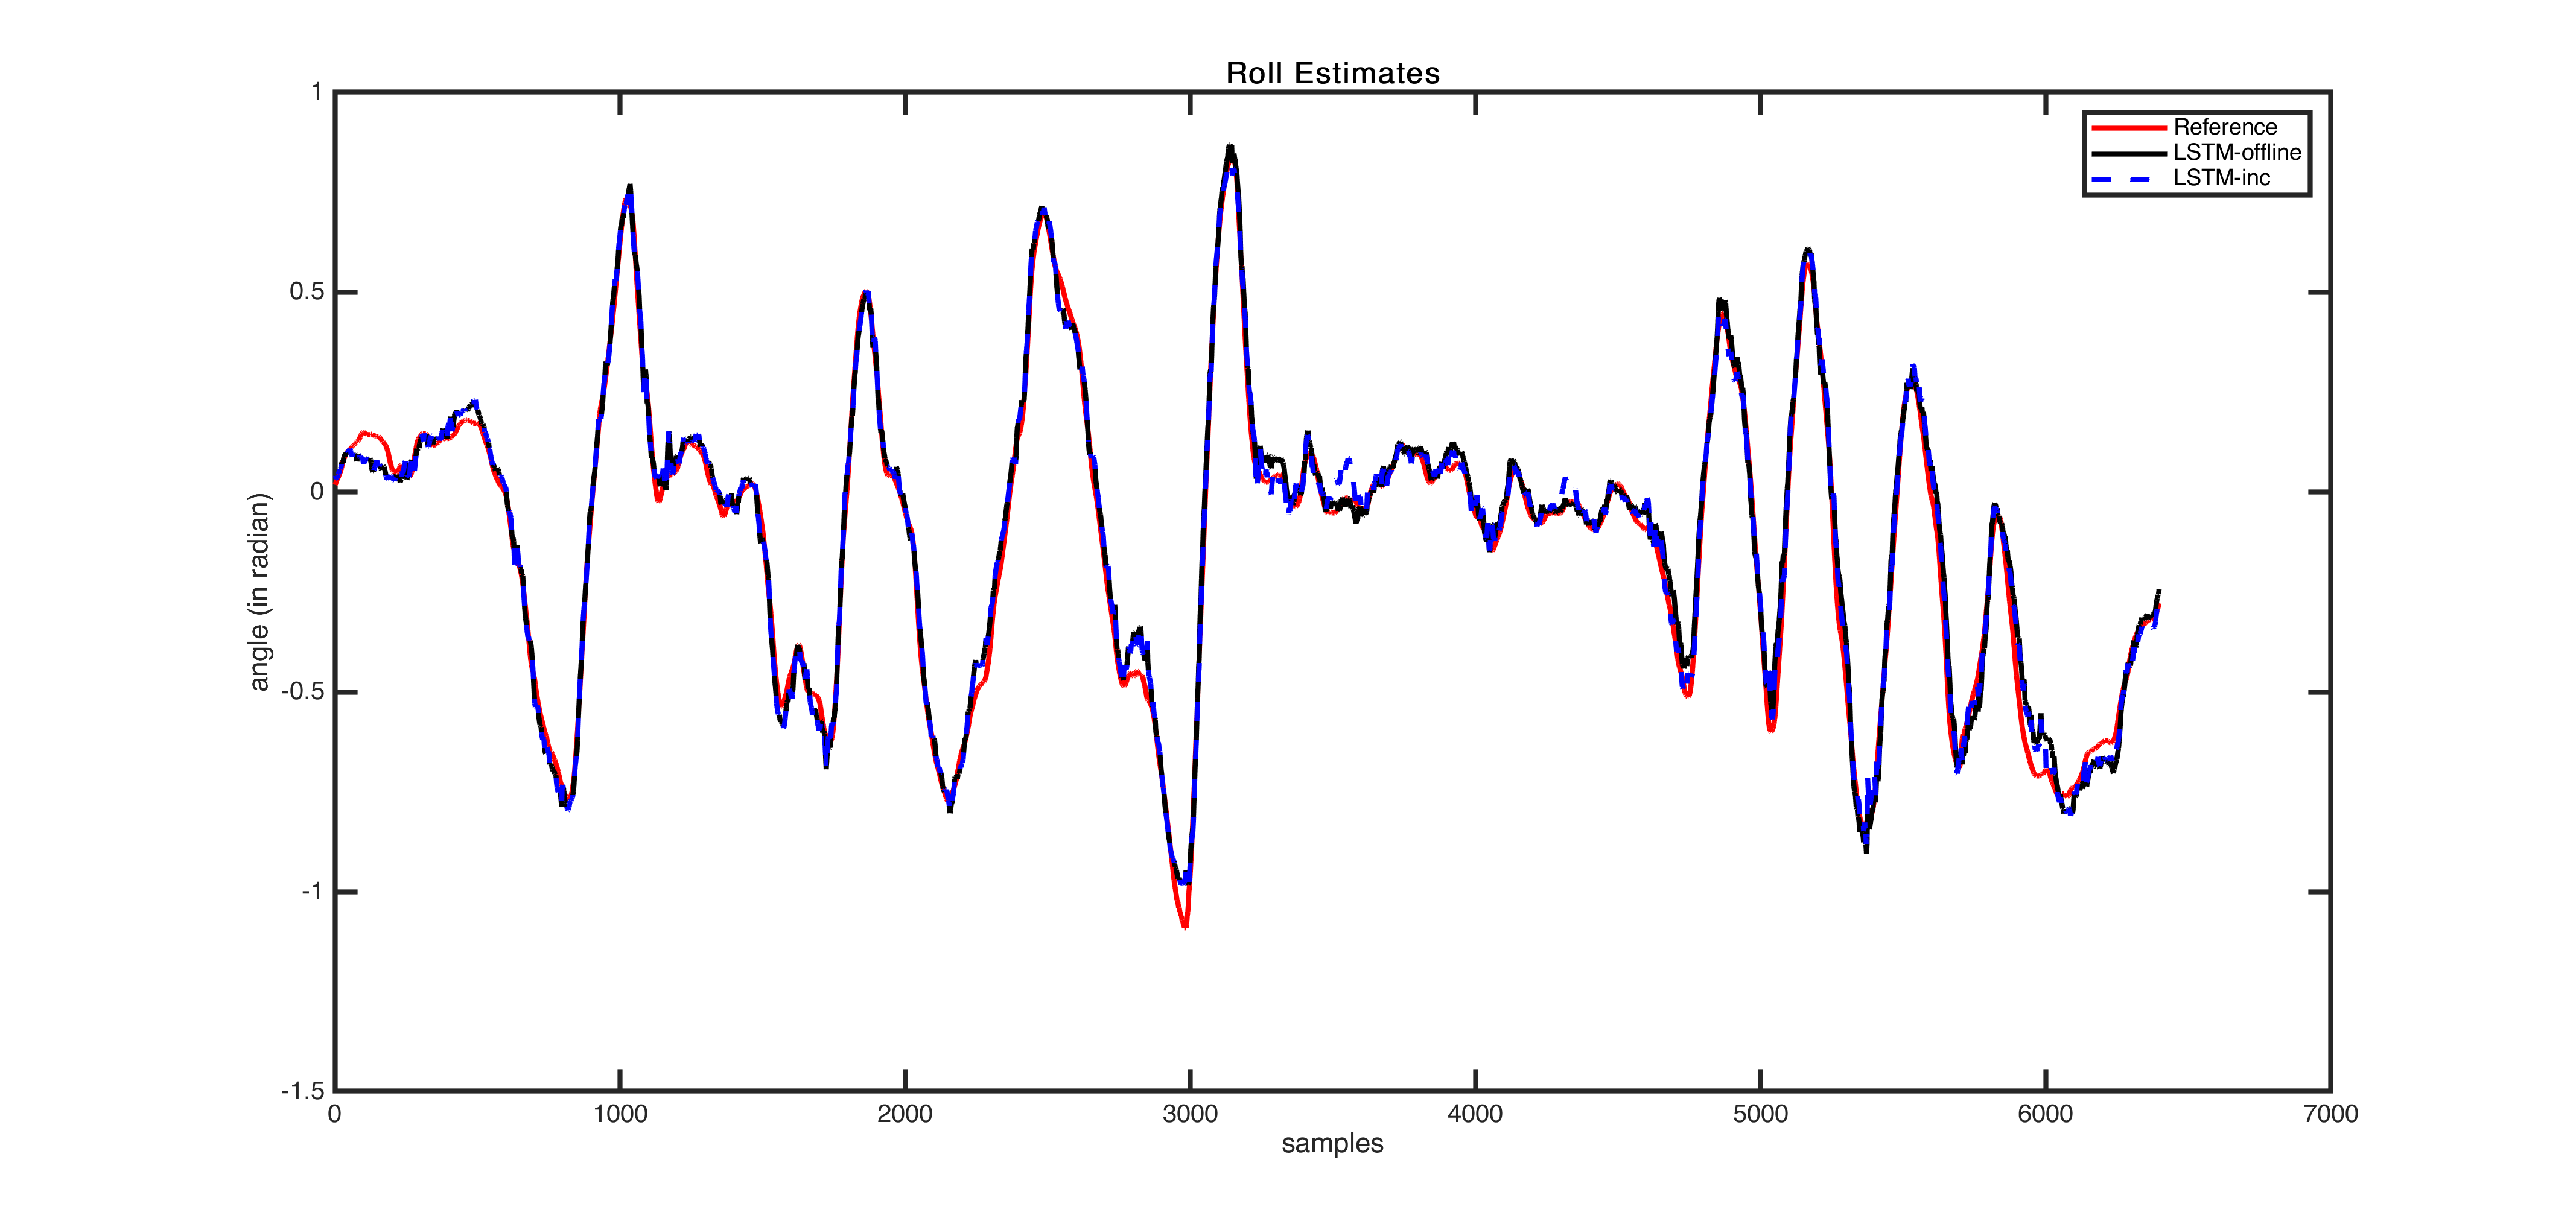 Roll Estimates
1
0.5
0
-0.5
-1
-1.5
angle (in radian)
Reference
LSTM-offline
LSTM-inc
0 1000 2000 3000 4000 5000 6000 7000
samples